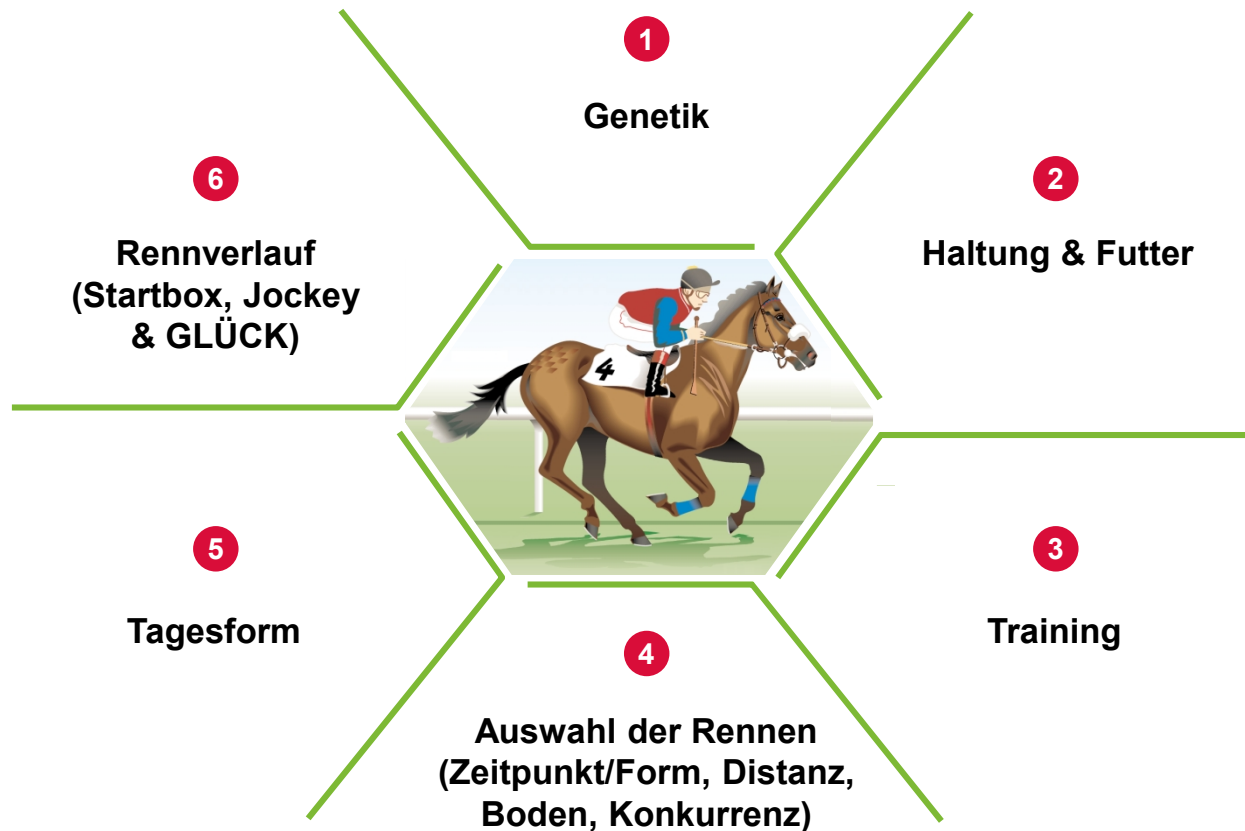 1
Genetik
2
Haltung & Futter
3
Training
4
Auswahl der Rennen
(Zeitpunkt/Form, Distanz,
Boden, Konkurrenz)
5
Tagesform
6
Rennverlauf
(Startbox, Jockey
& GLÜCK)
4